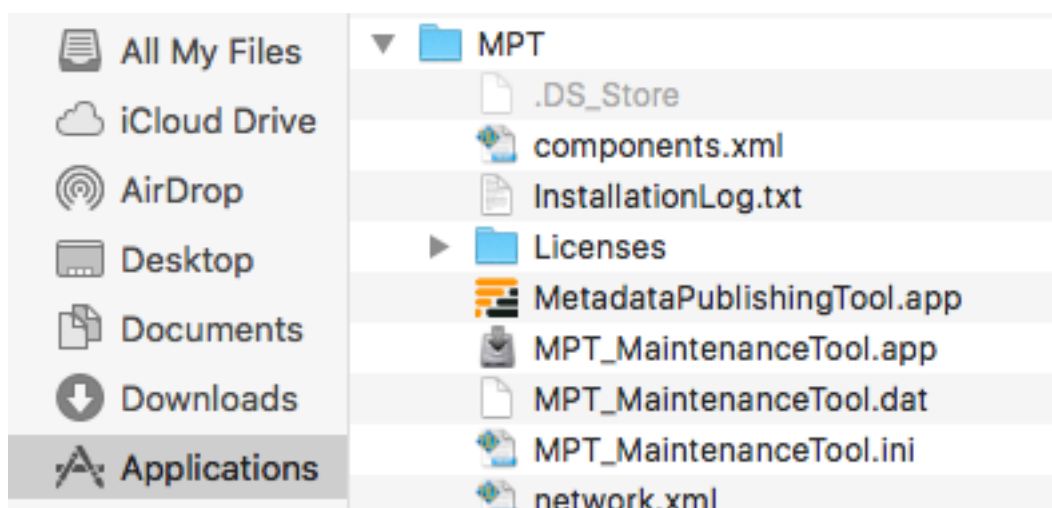 All My Files
iCloud Drive
AirDrop
Desktop
Documents
Downloads
Applications
MPT
.DS_Store
components.xml
InstallationLog.txt
Licenses
MetadataPublishingTool.app
MPT_MaintenanceTool.app
MPT_MaintenanceTool.dat
MPT_MaintenanceTool.ini
network.xml